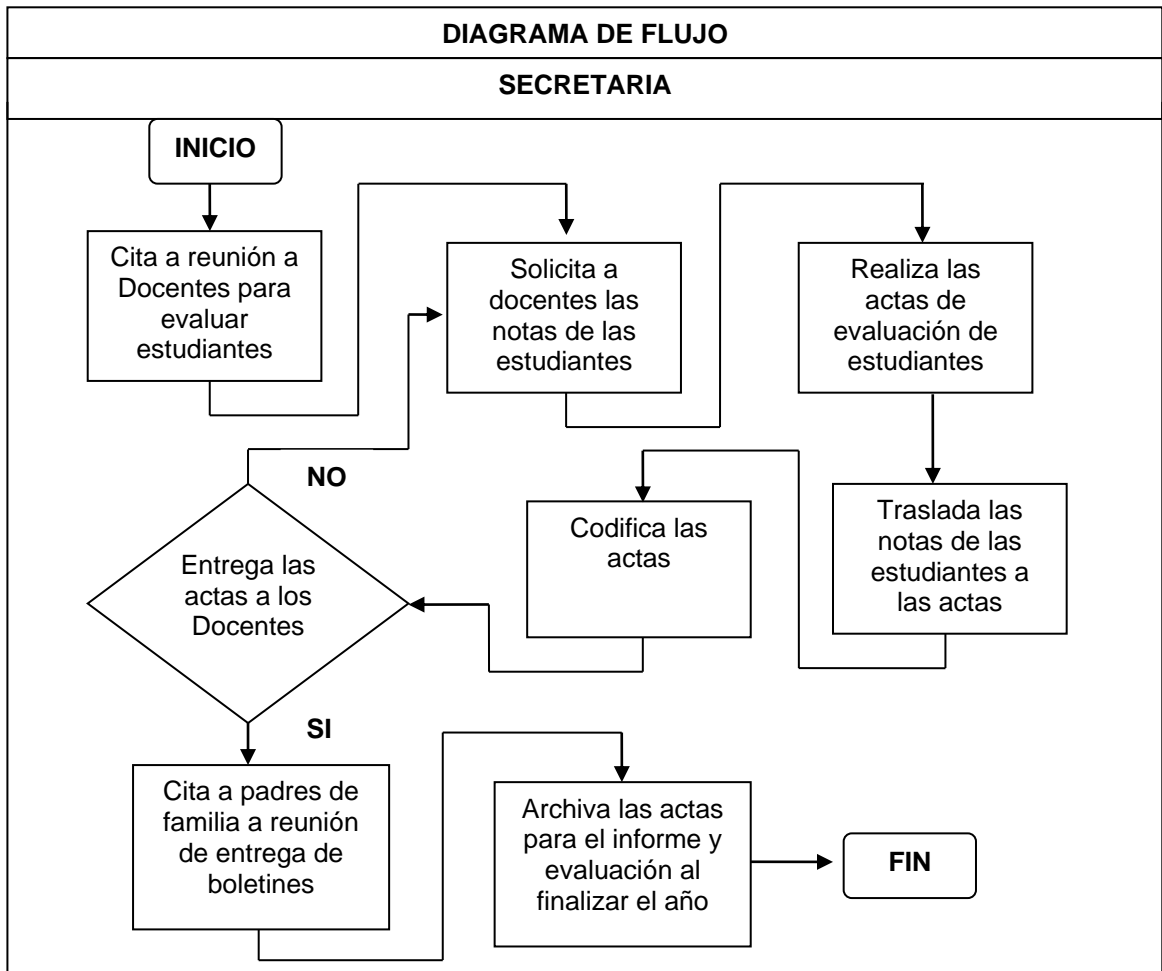 DIAGRAMA DE FLUJO
SECRETARIA
INICIO
Cita a reunión a
Docentes para
evaluar
estudiantes
Solicita a
docentes las
notas de las
estudiantes
Realiza las
actas de
evaluación de
estudiantes
Traslada las
notas de las
estudiantes a
las actas
Codifica las
actas
NO
Entrega las
actas a los
Docentes
SI
Cita a padres de
familia a reunión
de entrega de
boletines
Archiva las actas
para el informe y
evaluación al
finalizar el año
FIN